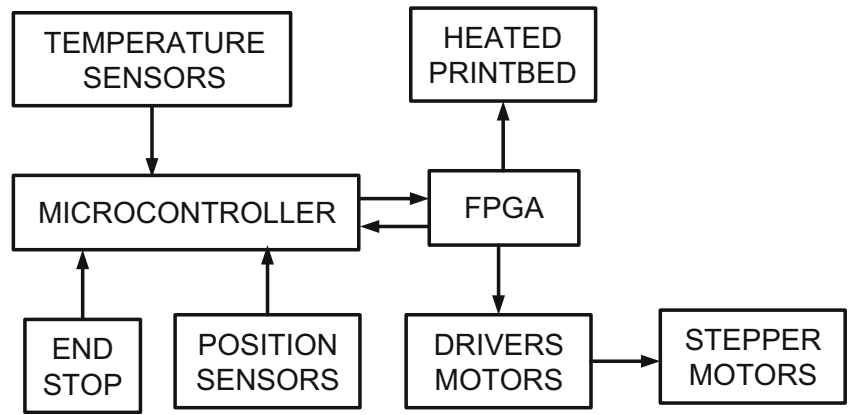 TEMPERATURE
SENSORS
HEATED
PRINTBED
MICROCONTROLLER
FPGA
END
STOP
POSITION
SENSORS
DRIVERS
MOTORS
STEPPER
MOTORS